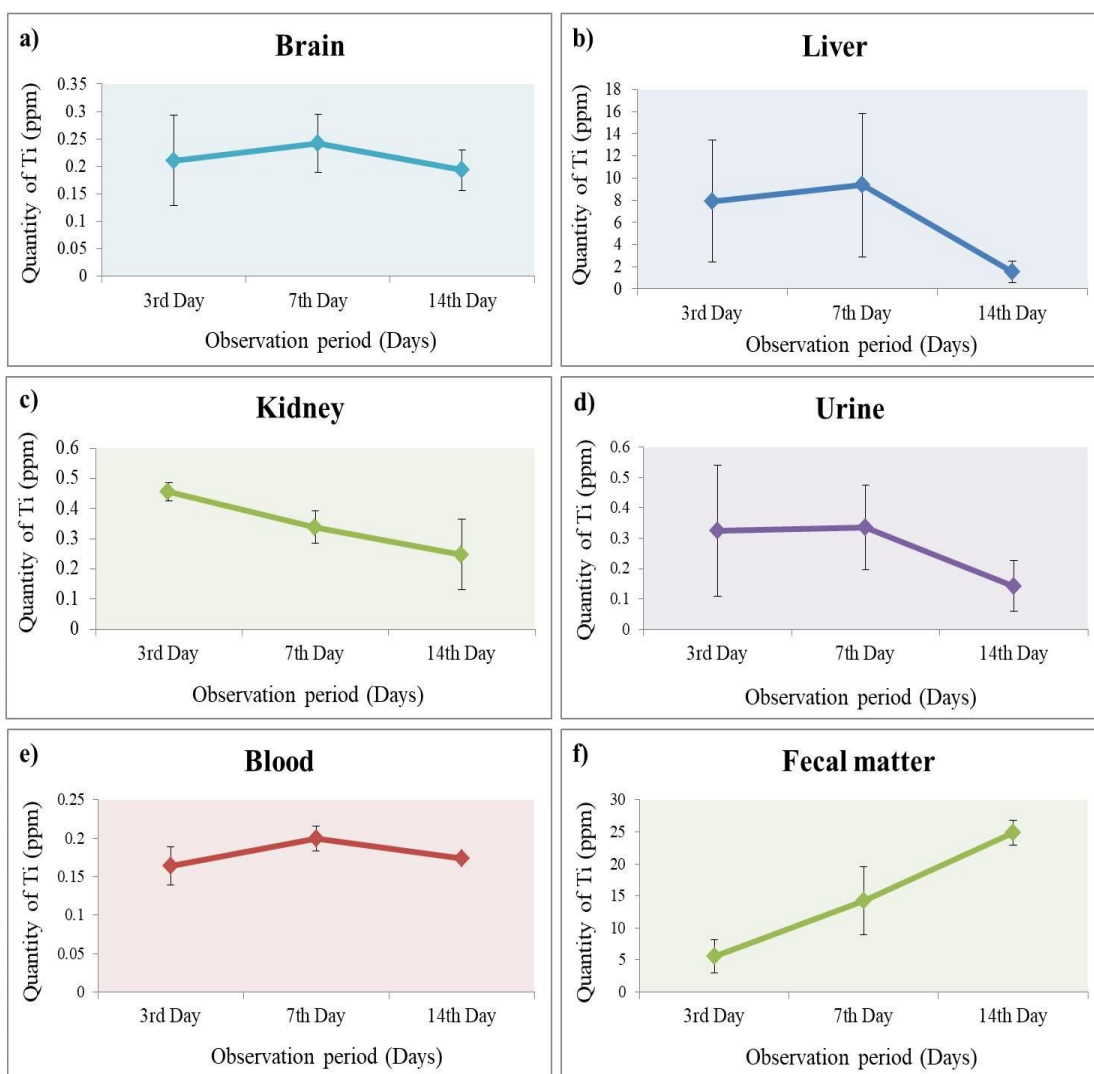 a)
Brain
Quantity of Ti (ppm)
0.35
0.3
0.25
0.2
0.15
0.1
0.05
0
3rd Day 7th Day 14th Day
Observation period (Days)
b)
Liver
Quantity of Ti (ppm)
18
16
14
12
10
8
6
4
2
0
3rd Day 7th Day 14th Day
Observation period (Days)
c)
Kidney
Quantity of Ti (ppm)
0.6
0.5
0.4
0.3
0.2
0.1
0
3rd Day 7th Day 14th Day
Observation period (Days)
d)
Urine
Quantity of Ti (ppm)
0.6
0.5
0.4
0.3
0.2
0.1
0
3rd Day 7th Day 14th Day
Observation period (Days)
e)
Blood
Quantity of Ti (ppm)
0.25
0.2
0.15
0.1
0.05
0
3rd Day 7th Day 14th Day
Observation period (Days)
f)
Fecal matter
Quantity of Ti (ppm)
30
25
20
15
10
5
0
3rd Day 7th Day 14th Day
Observation period (Days)